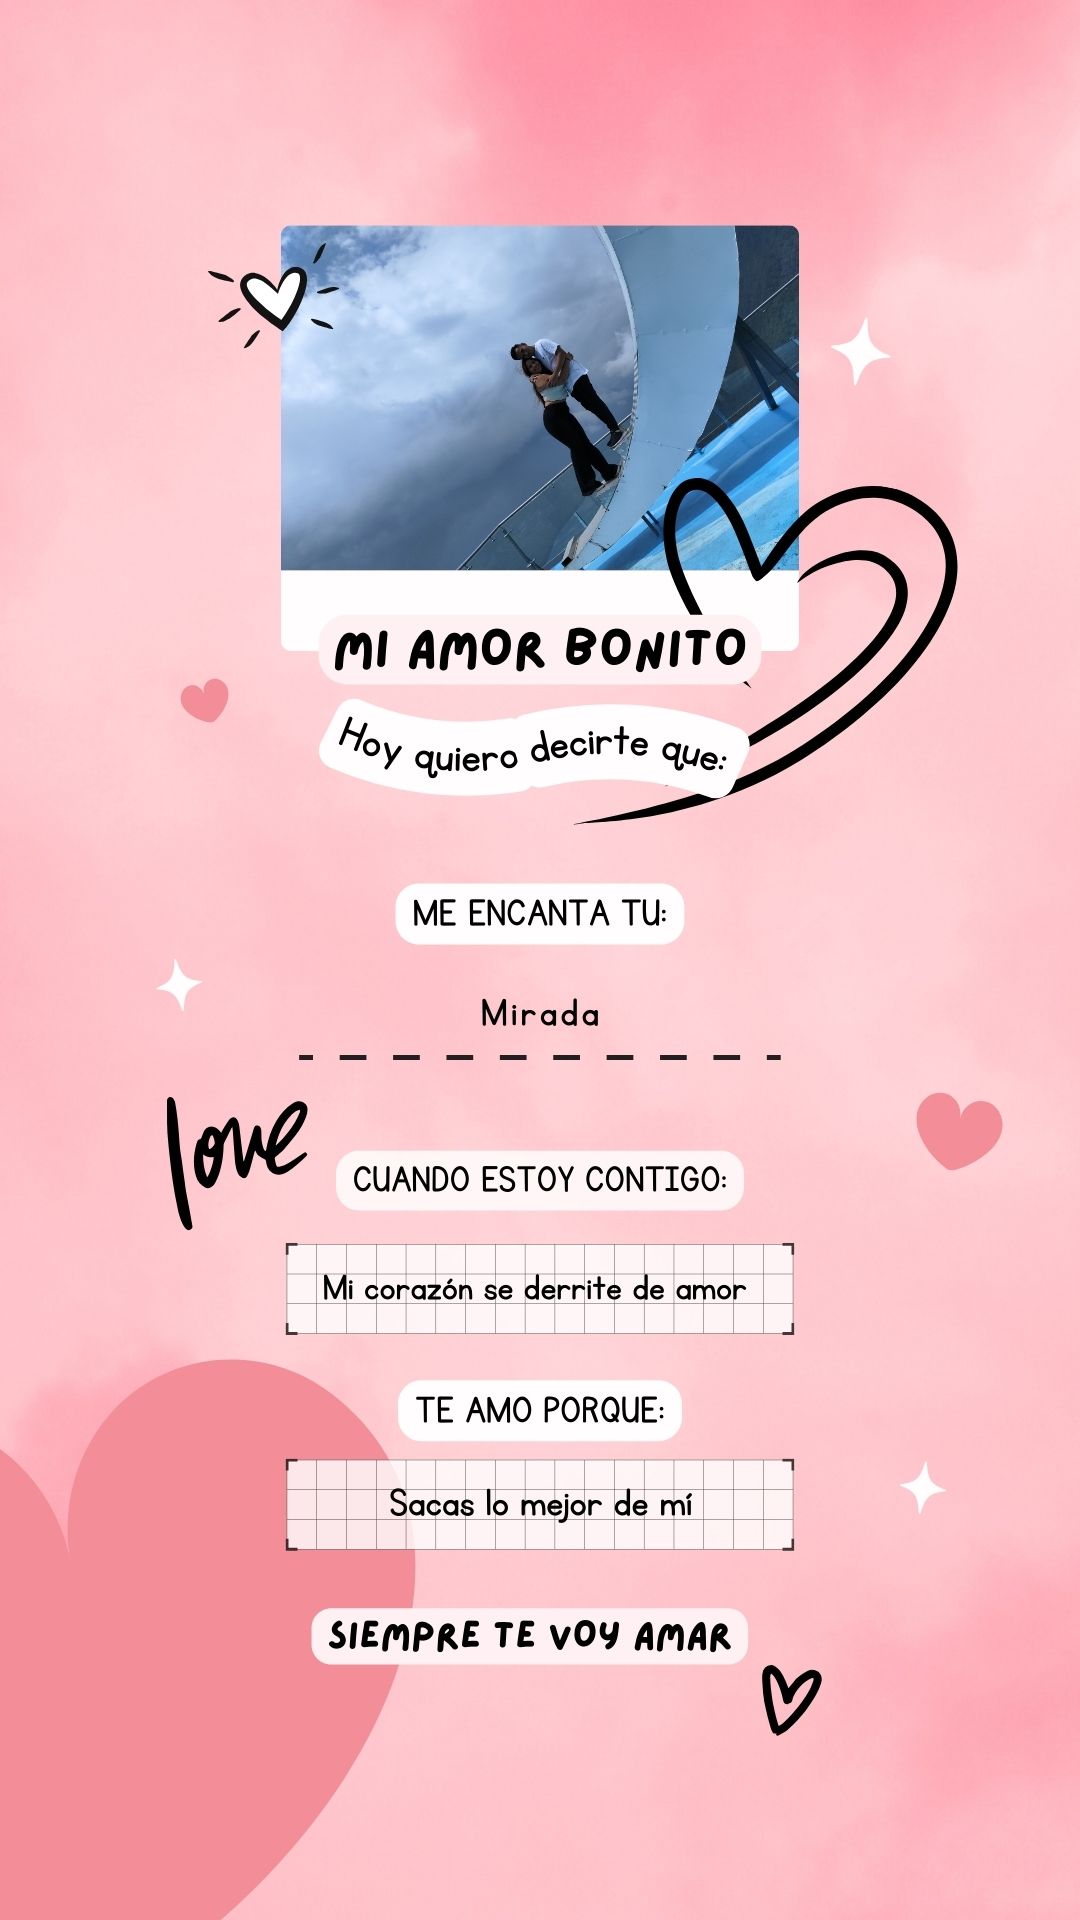 MI AMOR BONITO
Hoy quiero decirte que:
ME ENCANTA TU:
Mirada
love
CUANDO ESTOY CONTIGO:
Mi corazón se derrite de amor
TE AMO PORQUE:
Sacas lo mejor de mí
SIEMPRE TE VOY AMAR